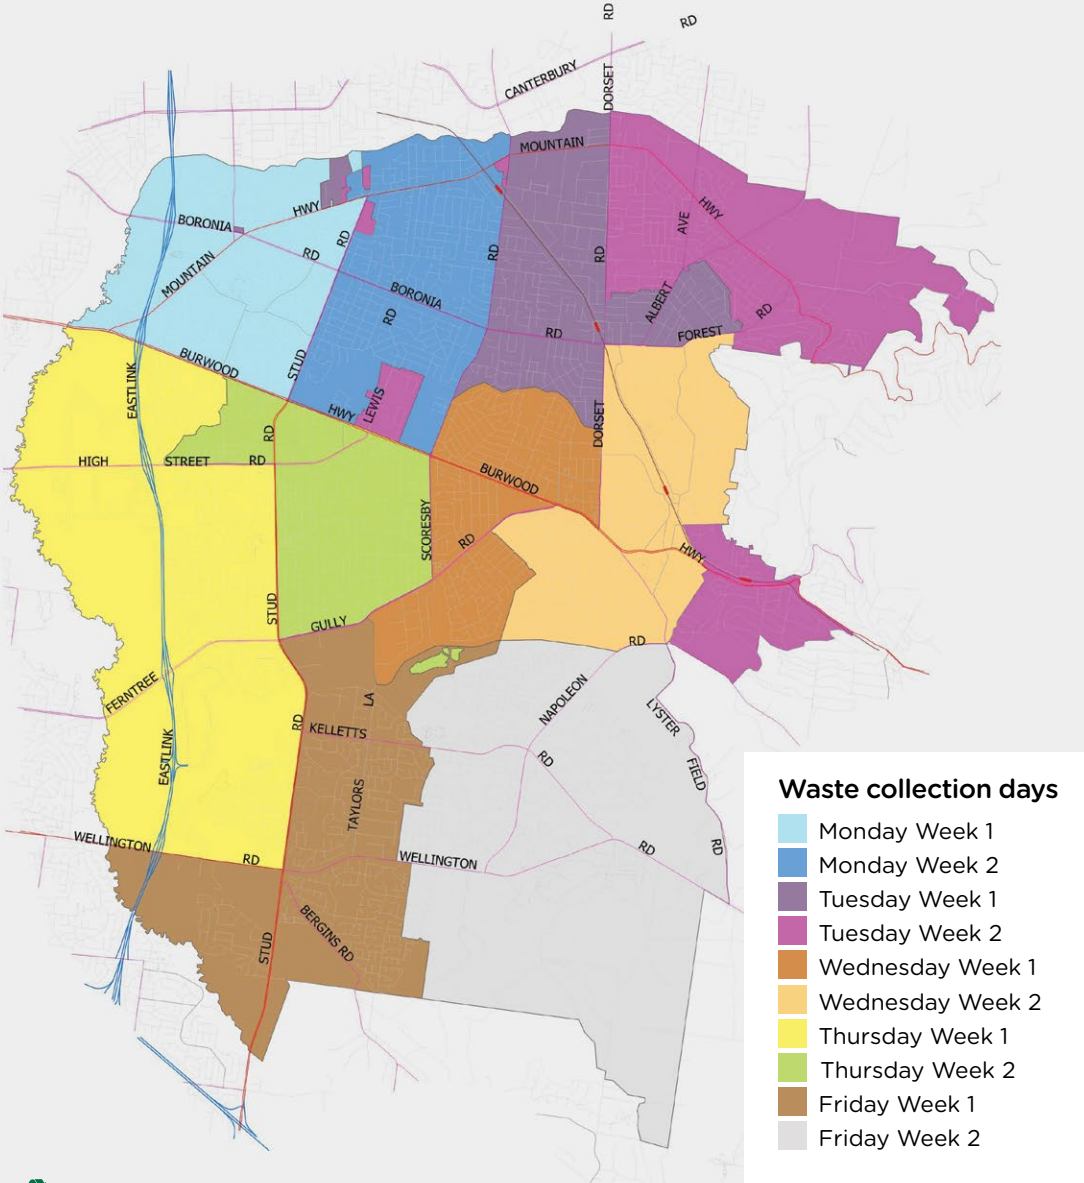 RD
RD
CANTERBURY
DORSET
MOUNTAIN
HWY
HWY
BORONIA
RD
RD
RD
AVE
RD
MOUNTAIN
BORONIA
ALBERT
RD
RD
FOREST
RD
BURWOOD
STUD
EASTLINK
HWY
LEWIS
DORSET
RD
HIGH
STREET
RD
BURWOOD
SCORESBY
RD
HWY
STUD
GULLY
RD
FERNTREE
LA
NAPOLEON
LYSTER
RD
KELLETTS
EASTLINK
RD
FIELD
TAYLORS
WELLINGTON
RD
WELLINGTON
RD
RD
BERGINS RD
STUD
Waste collection days
Monday Week 1
Monday Week 2
Tuesday Week 1
Tuesday Week 2
Wednesday Week 1
Wednesday Week 2
Thursday Week 1
Thursday Week 2
Friday Week 1
Friday Week 2